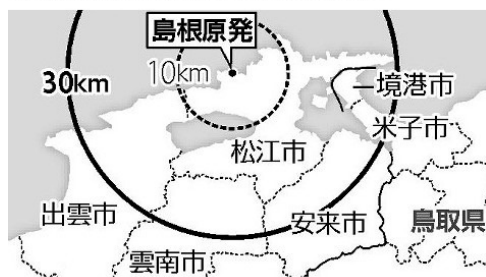 島根原発
10km
30km
境港市
米子市
松江市
出雲市
安来市
鳥取県
雲南市